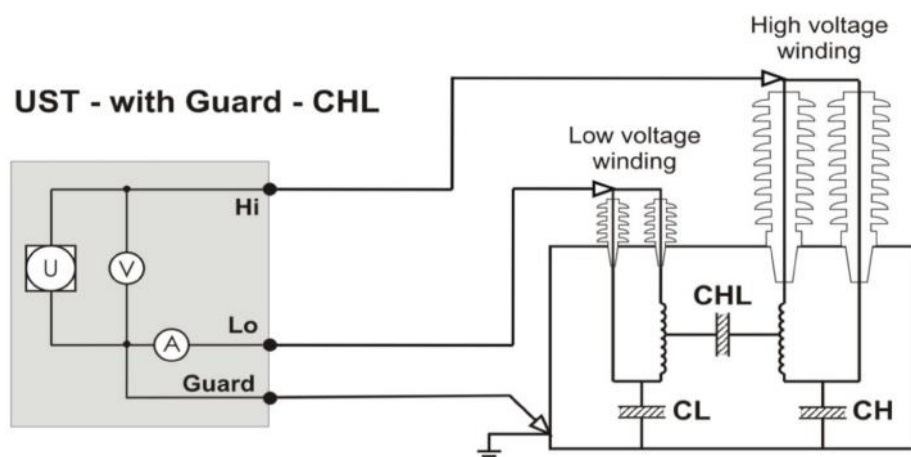 High voltage
winding
UST - with Guard - CHL
Low voltage
winding
Hi
U
V
CHL
Lo
A
Guard
CL
CH